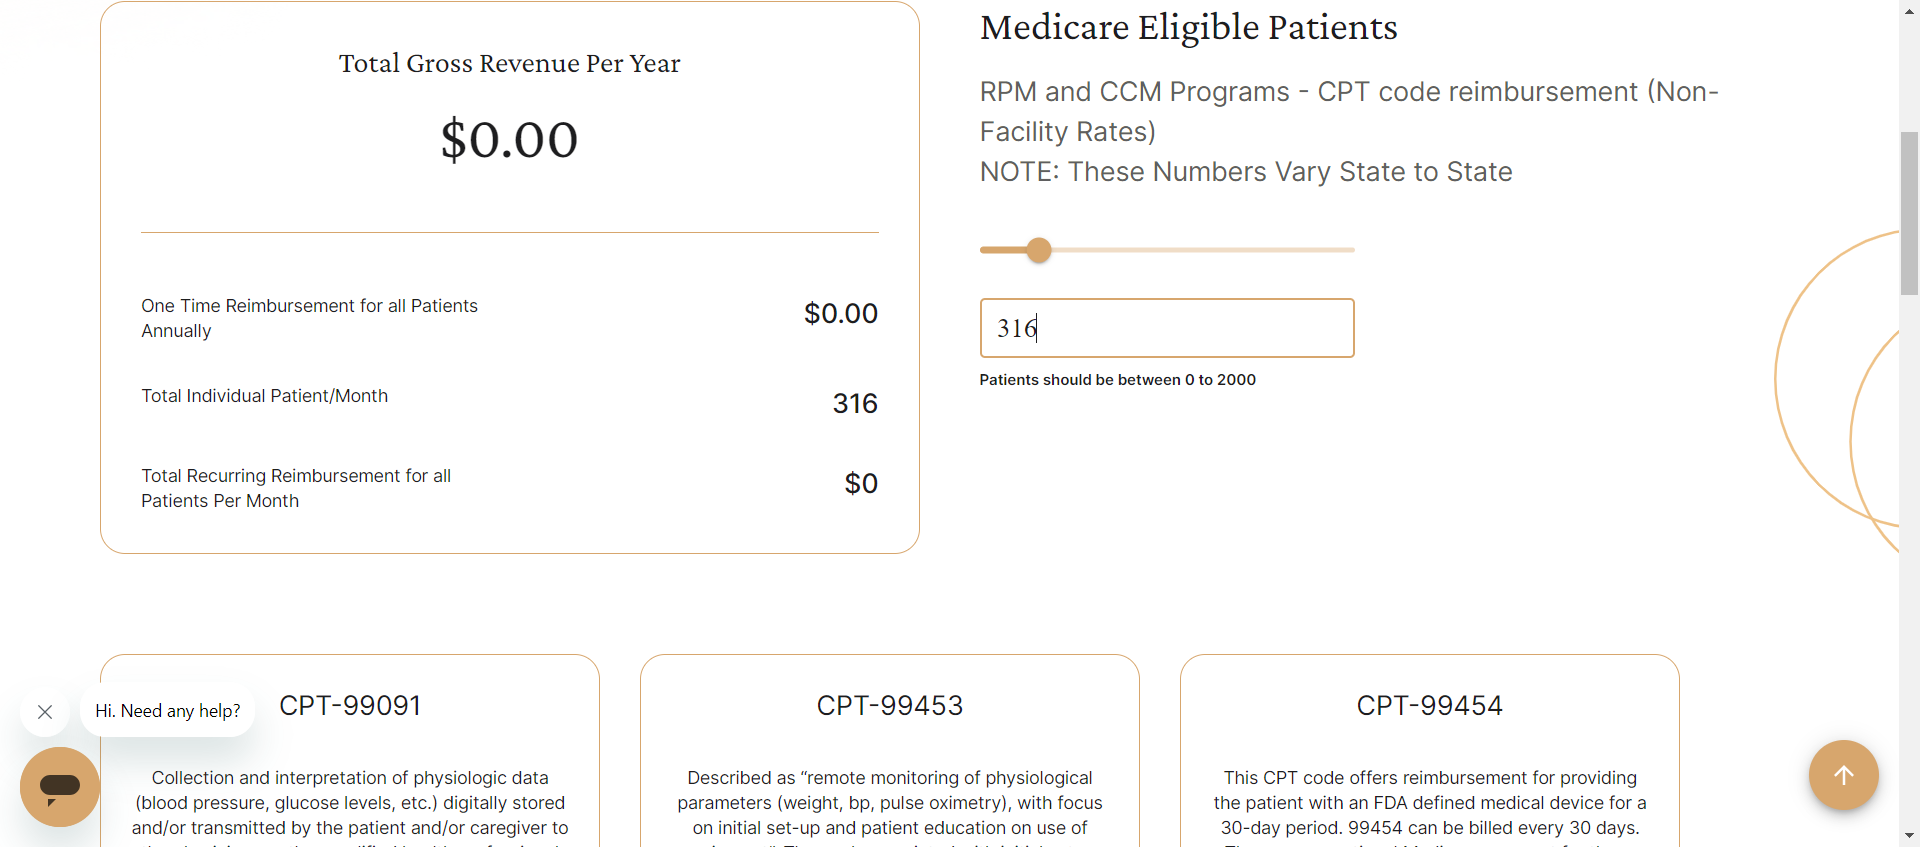 Total Gross Revenue Per Year
$0.00
One Time Reimbursement for all Patients
Annually
$0.00
Total Individual Patient/Month
316
Total Recurring Reimbursement for all
Patients Per Month
$0
Medicare Eligible Patients
RPM and CCM Programs - CPT code reimbursement (Non-
Facility Rates)
NOTE: These Numbers Vary State to State
316
Patients should be between 0 to 2000
CPT-99091
Collection and interpretation of physiologic data
(blood pressure, glucose levels, etc.) digitally stored
and/or transmitted by the patient and/or caregiver to
CPT-99453
Described as “remote monitoring of physiological
parameters (weight, bp, pulse oximetry), with focus
on initial set-up and patient education on use of
CPT-99454
This CPT code offers reimbursement for providing
the patient with an FDA defined medical device for a
30-day period. 99454 can be billed every 30 days.
Hi. Need any help?